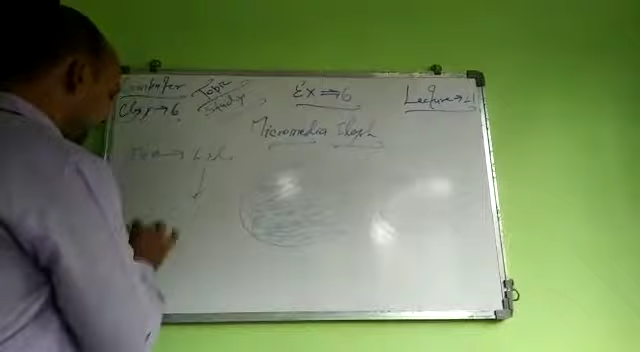 Computer
Class → 6
Topic
Study
Ex ⇒ 6
Lecture → 21
Micromedia Flash